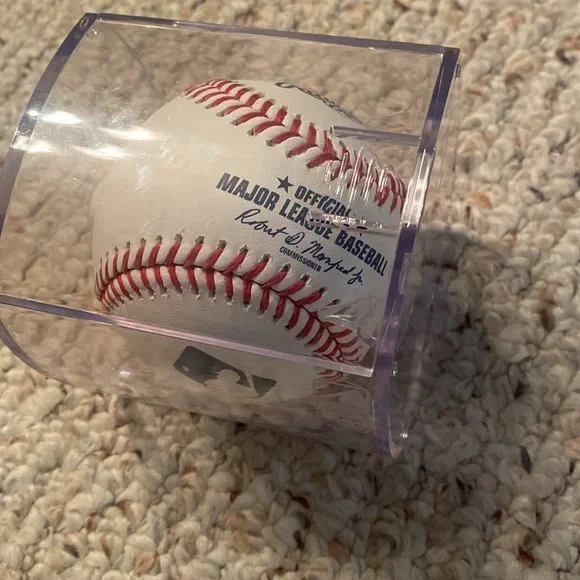 ★ OFFICIAL
MAJOR LEAGUE BASEBALL
Robert D. Manfred Jr.
COMMISSIONER